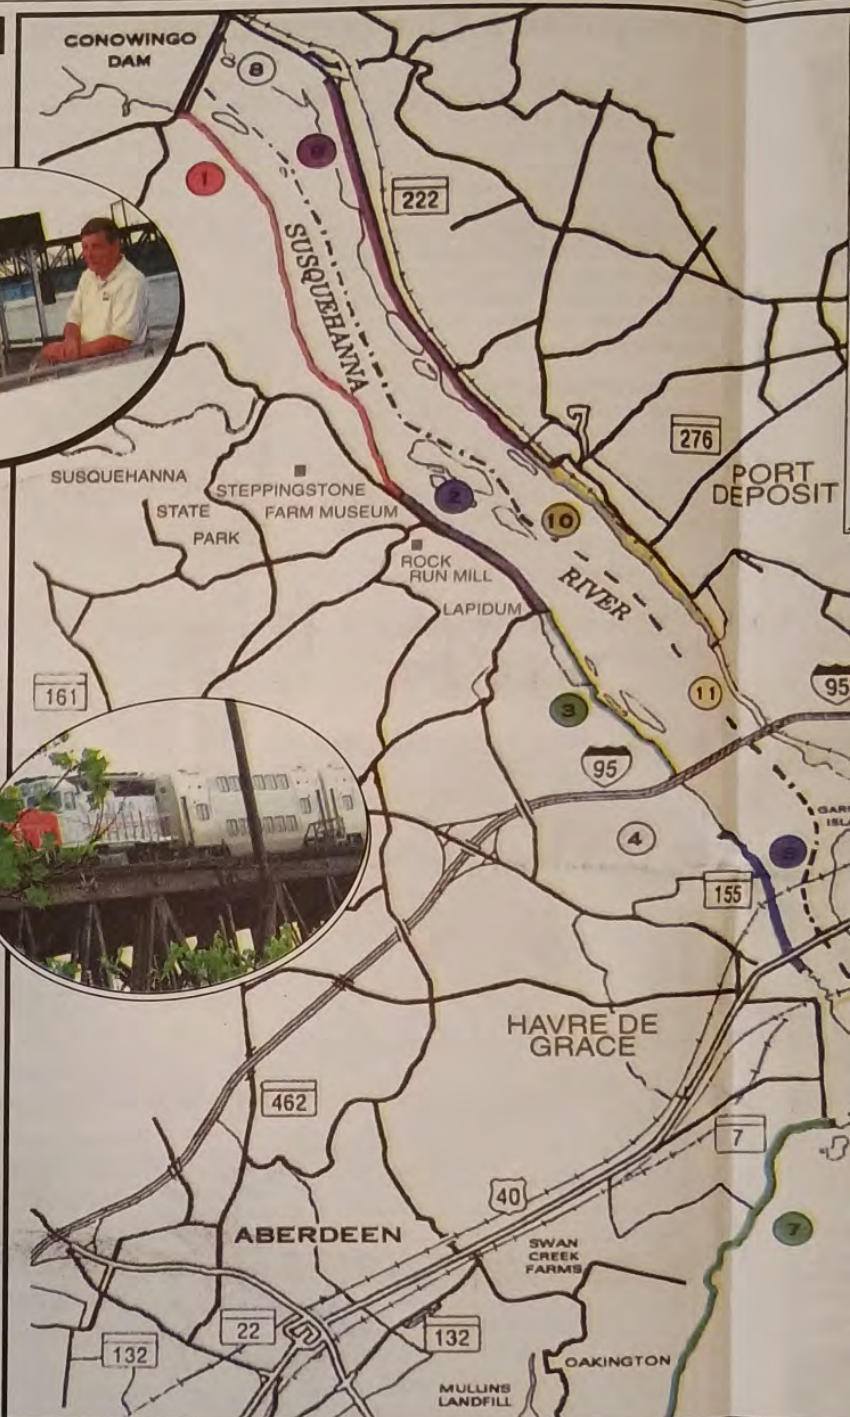 CONOWINGO
DAM
8
1
222
SUSQUEHANNA
276
PORT
DEPOSIT
SUSQUEHANNA
STATE
PARK
STEPPINGSTONE
FARM MUSEUM
2
10
ROCK
RUN MILL
RIVER
LAPIDUM
161
3
11
95
95
4
155
HAVRE DE
GRACE
462
7
40
ABERDEEN
SWAN
CREEK
FARMS
7
22
132
132
OAKINGTON
MULLINS
LANDFILL